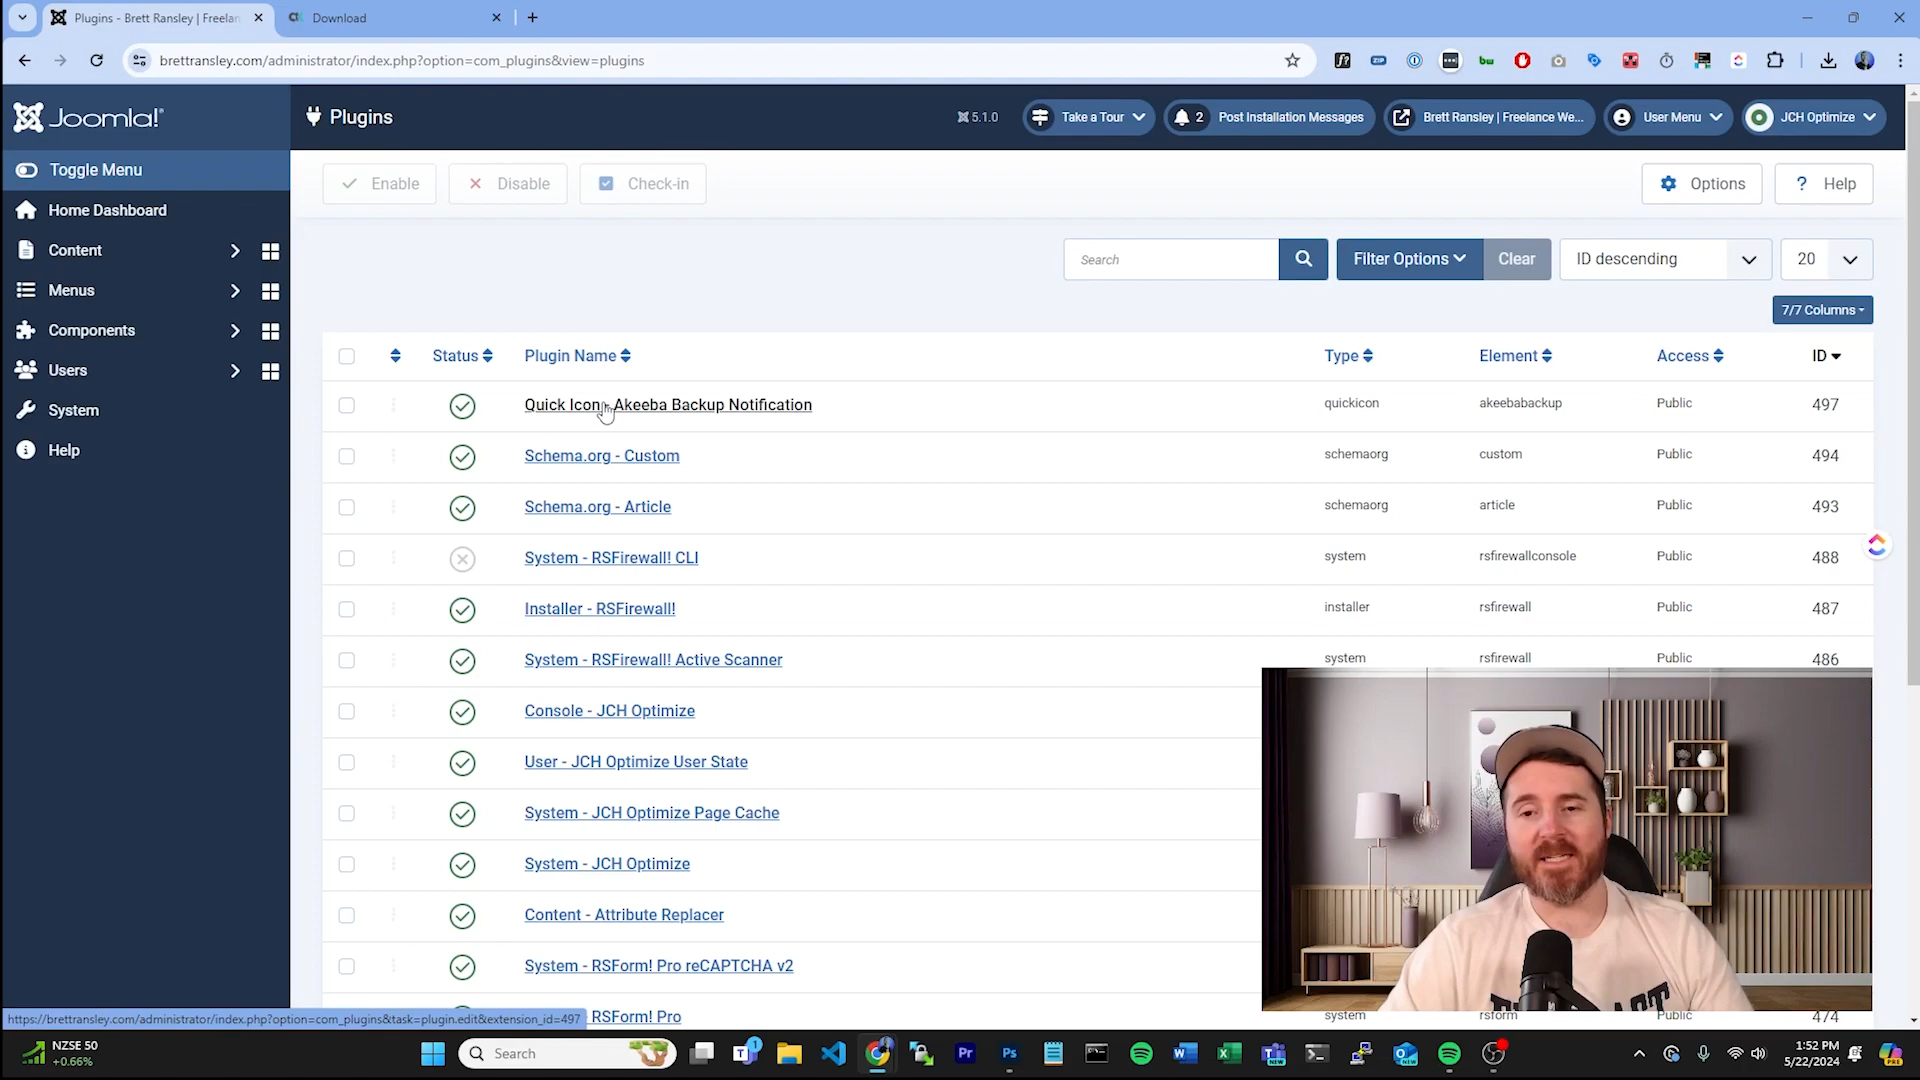 Plugins - Brett Ransley | Freelan
Download
brettransley.com/administrator/index.php?option=com_plugins&view=plugins
Joomla!
Plugins
5.1.0
Take a Tour
2 Post Installation Messages
Brett Ransley | Freelance We...
User Menu
JCH Optimize
Toggle Menu
Home Dashboard
Content
Menus
Components
Users
System
Help
Enable
Disable
Check-in
Options
? Help
Search
Filter Options
Clear
ID descending
20
7/7 Columns
Status Plugin Name Type Element Access ID
Quick Icon - Akeeba Backup Notification quickicon akeebabackup Public 497
Schema.org - Custom schemaorg custom Public 494
Schema.org - Article schemaorg article Public 493
System - RSFirewall! CLI system rsfirewallconsole Public 488
Installer - RSFirewall! installer rsfirewall Public 487
System - RSFirewall! Active Scanner system rsfirewall Public 486
Console - JCH Optimize
User - JCH Optimize User State
System - JCH Optimize Page Cache
System - JCH Optimize
Content - Attribute Replacer
System - RSForm! Pro reCAPTCHA v2
RSForm! Pro system rsform Public 474
https://brettransley.com/administrator/index.php?option=com_plugins&task=plugin.edit&extension_id=497
NZSE 50
+0.66%
Search
1:52 PM
5/22/2024